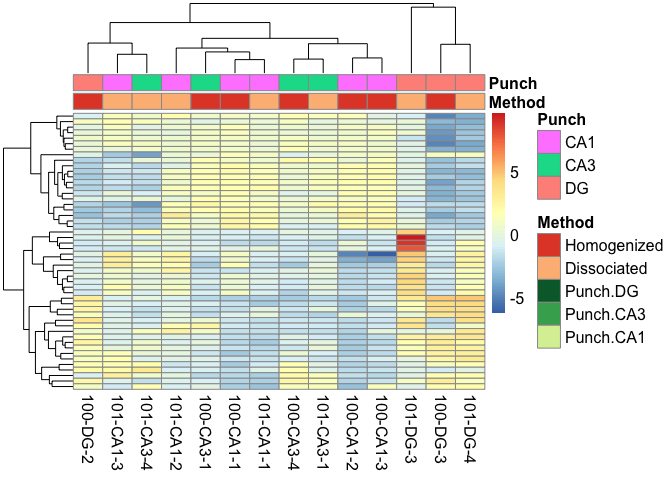 Punch
Method
5
0
-5
Punch
CA1
CA3
DG
Method
Homogenized
Dissociated
Punch.DG
Punch.CA3
Punch.CA1
100-DG-2
101-CA1-3
101-CA3-4
101-CA1-2
100-CA3-1
100-CA1-1
101-CA1-1
100-CA3-4
101-CA3-1
100-CA1-2
100-CA1-3
101-DG-3
100-DG-3
101-DG-4